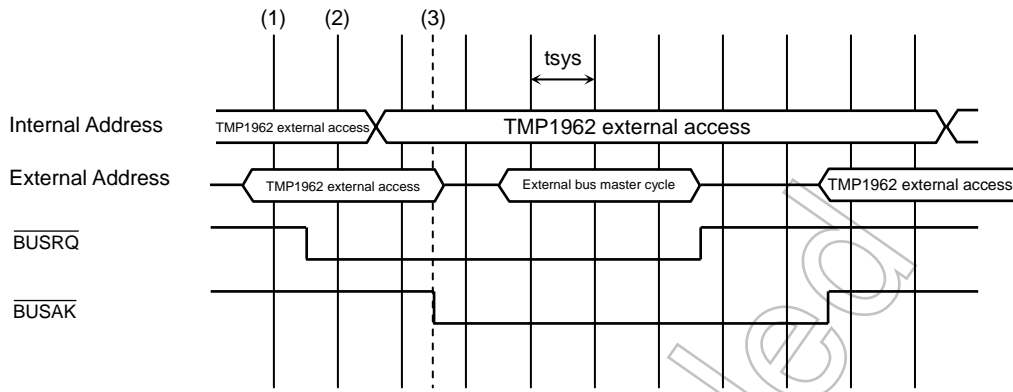 (1) (2) (3)
tsys
Internal Address TMP1962 external access TMP1962 external access
External Address TMP1962 external access External bus master cycle TMP1962 external access
BUSRQ
BUSAK